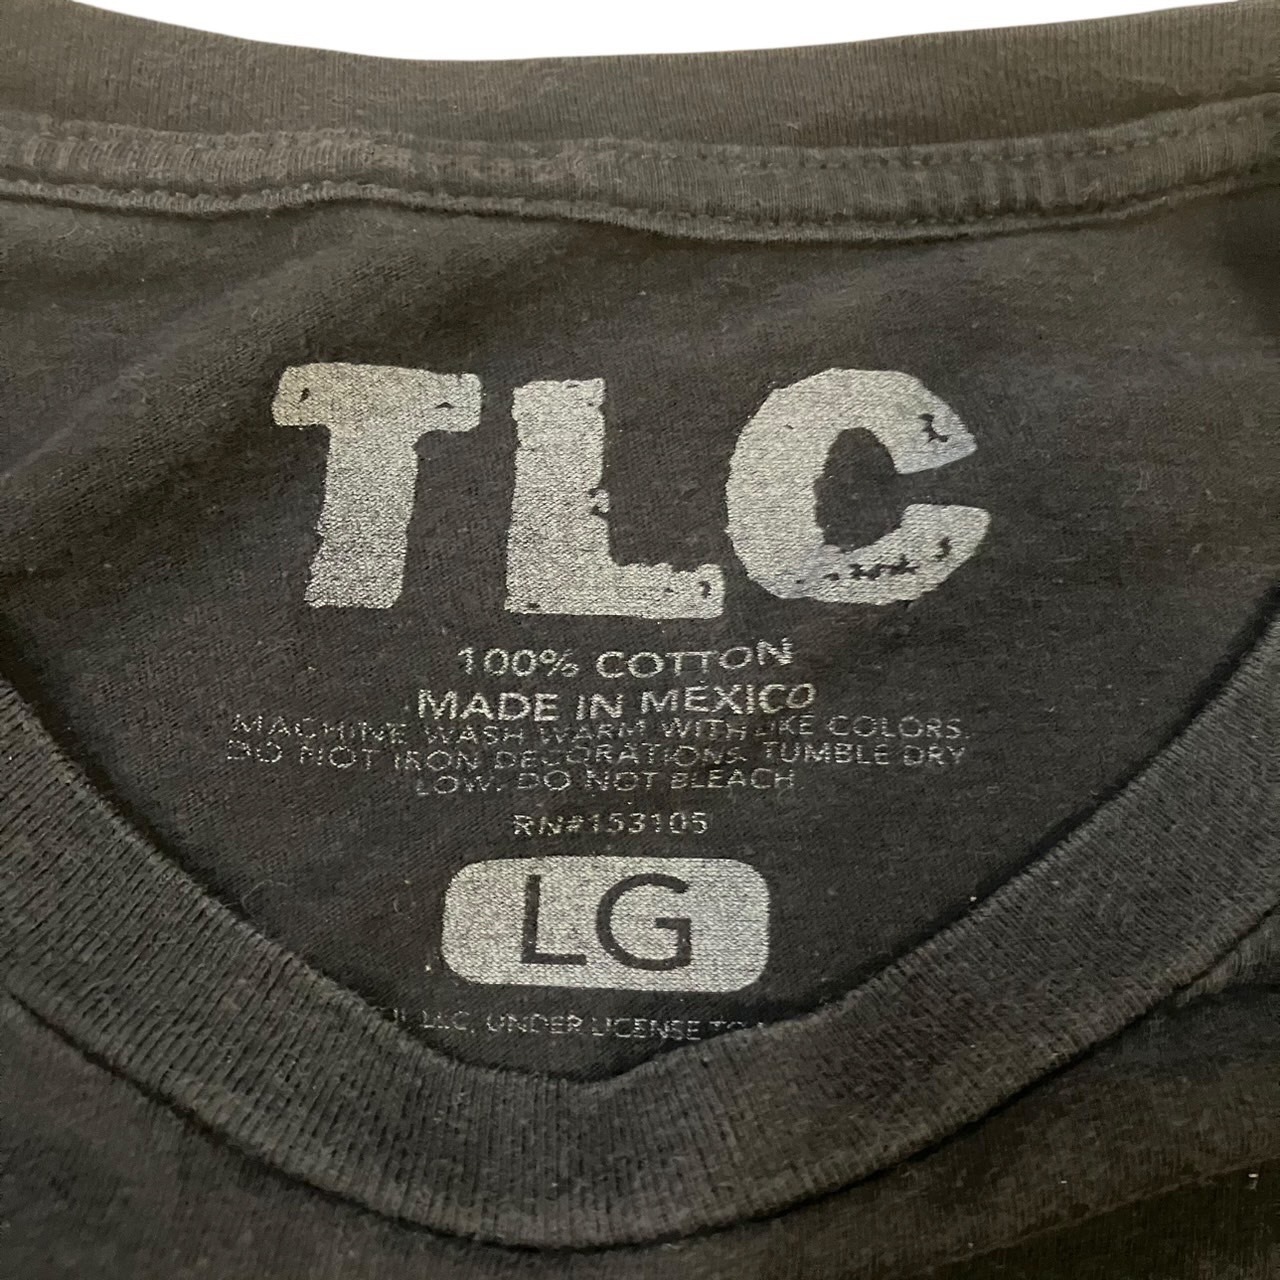 TLC
100% COTTON
MADE IN MEXICO
MACHINE WASH WARM WITH LIKE COLORS.
DO NOT IRON DECORATIONS. TUMBLE DRY
LOW. DO NOT BLEACH.
RN#153105
LG
LLC, UNDER LICENSE TO